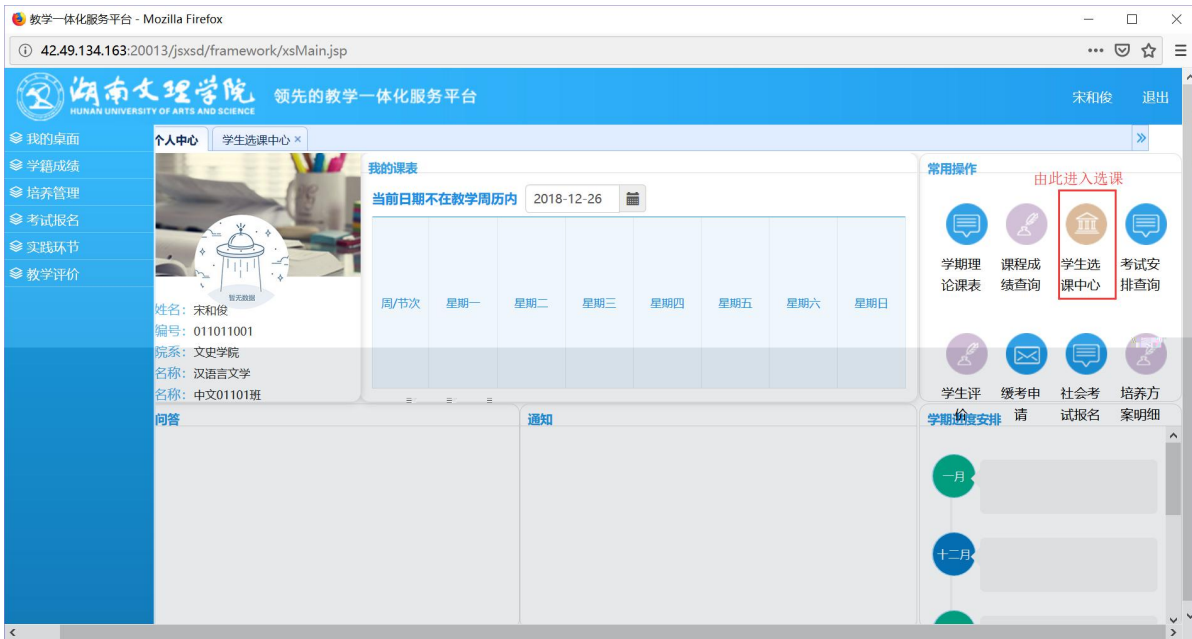 教学一体化服务平台 - Mozilla Firefox
42.49.134.163:20013/jsxsd/framework/xsMain.jsp
湖南文理学院
HUNAN UNIVERSITY OF ARTS AND SCIENCE
领先的教学一体化服务平台
宋和俊 退出
我的桌面
学籍成绩
培养管理
考试报名
实践环节
教学评价
个人中心 学生选课中心 ×
暂无数据
姓名：宋和俊
编号：011011001
院系：文史学院
名称：汉语言文学
名称：中文01101班
我的课表
当前日期不在教学周历内 2018-12-26
周/节次 星期一 星期二 星期三 星期四 星期五 星期六 星期日
常用操作
由此进入选课
学期理论课表
课程成绩查询
学生选课中心
考试安排查询
学生评价
缓考申请
社会考试报名
培养方案明细
问答
通知
学期进度安排
一月
十二月